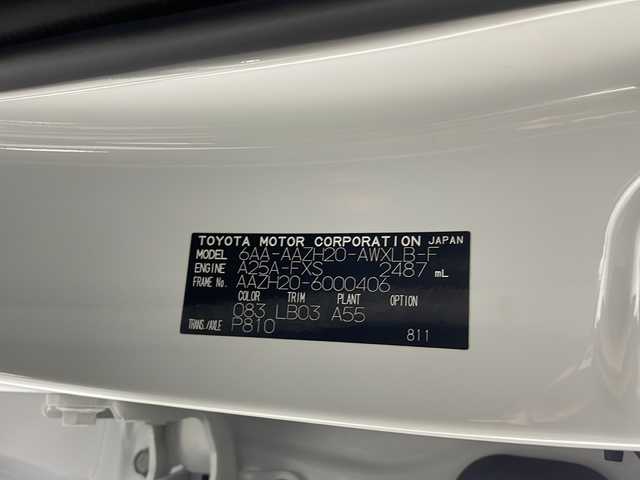 TOYOTA MOTOR CORPORATION JAPAN
MODEL 6AA-AAZH20-AWXLB-F
ENGINE A25A-FXS 2487 mL
FRAME No. AAZH20-6000406
COLOR TRIM PLANT OPTION
083 LB03 A55
TRANS./AXLE P810 811